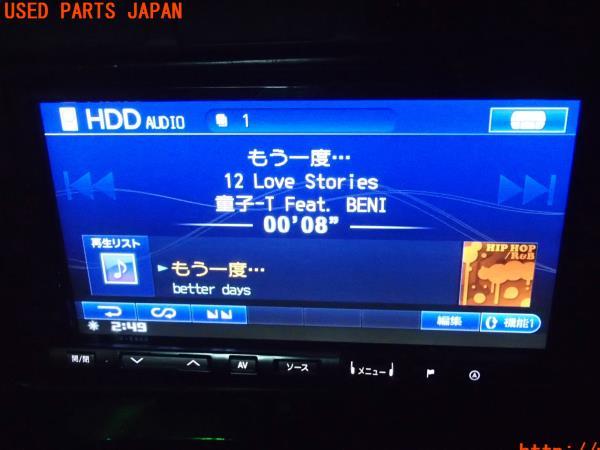 USED PARTS JAPAN
HDD AUDIO 1
もう一度…
12 Love Stories
童子-T Feat. BENI
00'08"
再生リスト
もう一度…
better days
HIP HOP
/R&B
編集 機能1
2:49
開/閉 AV ソース メニュー